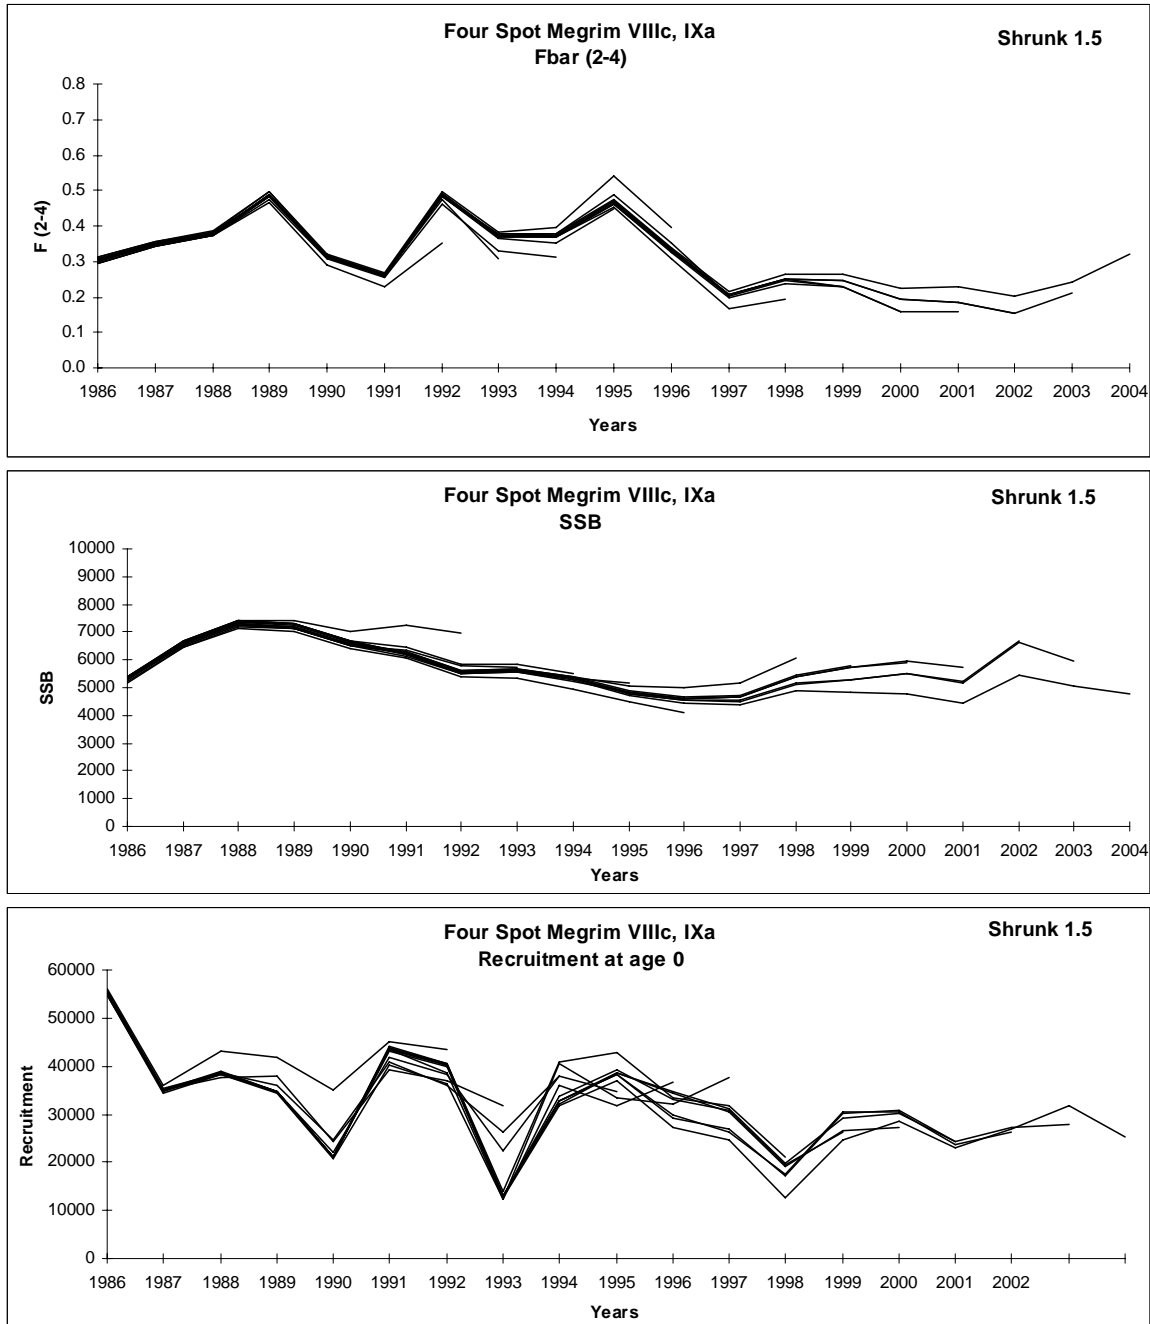 Four Spot Megrim VIIIc, IXa
Fbar (2-4)
Shrunk 1.5
0.8
0.7
0.6
0.5
0.4
0.3
0.2
0.1
0.0
F (2-4)
1986 1987 1988 1989 1990 1991 1992 1993 1994 1995 1996 1997 1998 1999 2000 2001 2002 2003 2004
Years
Four Spot Megrim VIIIc, IXa
SSB
Shrunk 1.5
10000
9000
8000
7000
6000
5000
4000
3000
2000
1000
0
SSB
1986 1987 1988 1989 1990 1991 1992 1993 1994 1995 1996 1997 1998 1999 2000 2001 2002 2003 2004
Years
Four Spot Megrim VIIIc, IXa
Recruitment at age 0
Shrunk 1.5
60000
50000
40000
30000
20000
10000
0
Recruitment
1986 1987 1988 1989 1990 1991 1992 1993 1994 1995 1996 1997 1998 1999 2000 2001 2002
Years